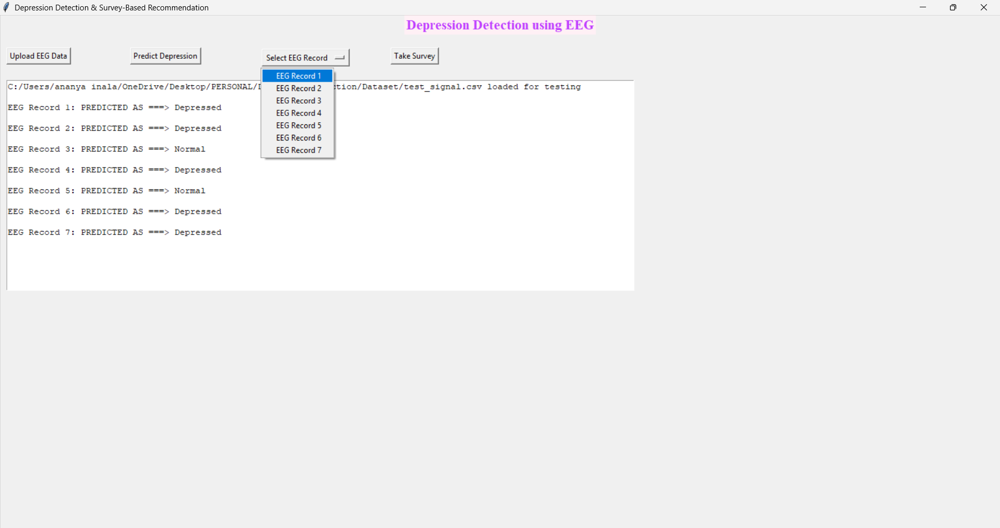 Depression Detection & Survey-Based Recommendation
Depression Detection using EEG
Upload EEG Data
Predict Depression
Select EEG Record
Take Survey
EEG Record 1
EEG Record 2
EEG Record 3
EEG Record 4
EEG Record 5
EEG Record 6
EEG Record 7
C:/Users/ananya inala/OneDrive/Desktop/PERSONAL/ tion/Dataset/test_signal.csv loaded for testing
EEG Record 1: PREDICTED AS ===> Depressed
EEG Record 2: PREDICTED AS ===> Depressed
EEG Record 3: PREDICTED AS ===> Normal
EEG Record 4: PREDICTED AS ===> Depressed
EEG Record 5: PREDICTED AS ===> Normal
EEG Record 6: PREDICTED AS ===> Depressed
EEG Record 7: PREDICTED AS ===> Depressed